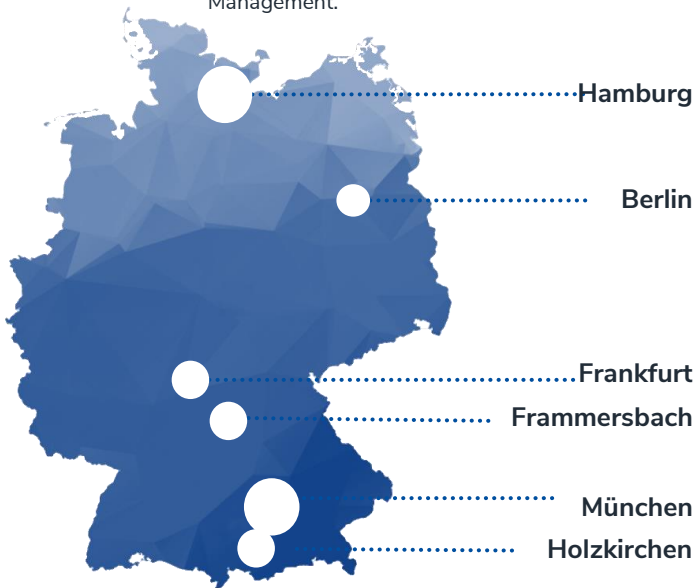 Management.
Hamburg
Berlin
Frankfurt
Frammersbach
München
Holzkirchen